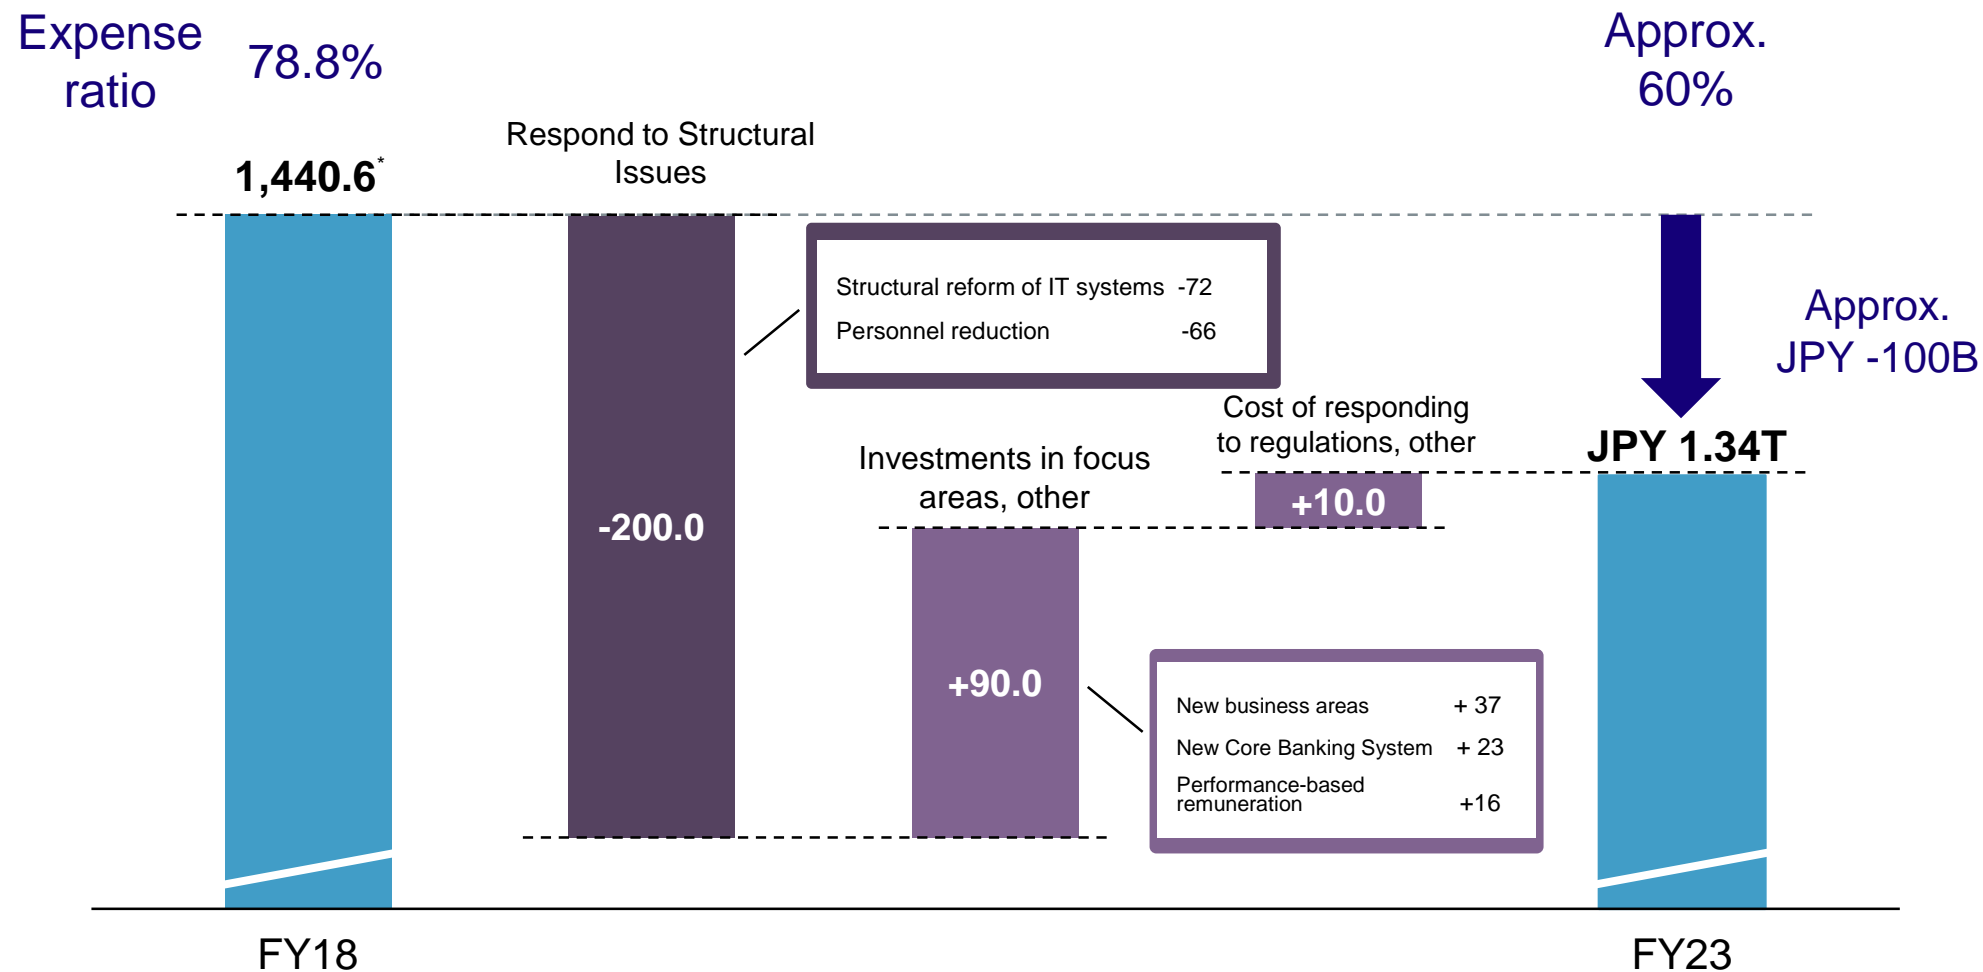 Expense
ratio
78.8%
Approx.
60%
1,440.6*
Respond to Structural
Issues
Structural reform of IT systems -72
Personnel reduction -66
Approx.
JPY -100B
Cost of responding
to regulations, other
JPY 1.34T
Investments in focus
areas, other
+10.0
-200.0
+90.0
New business areas + 37
New Core Banking System + 23
Performance-based
remuneration +16
FY18
FY23